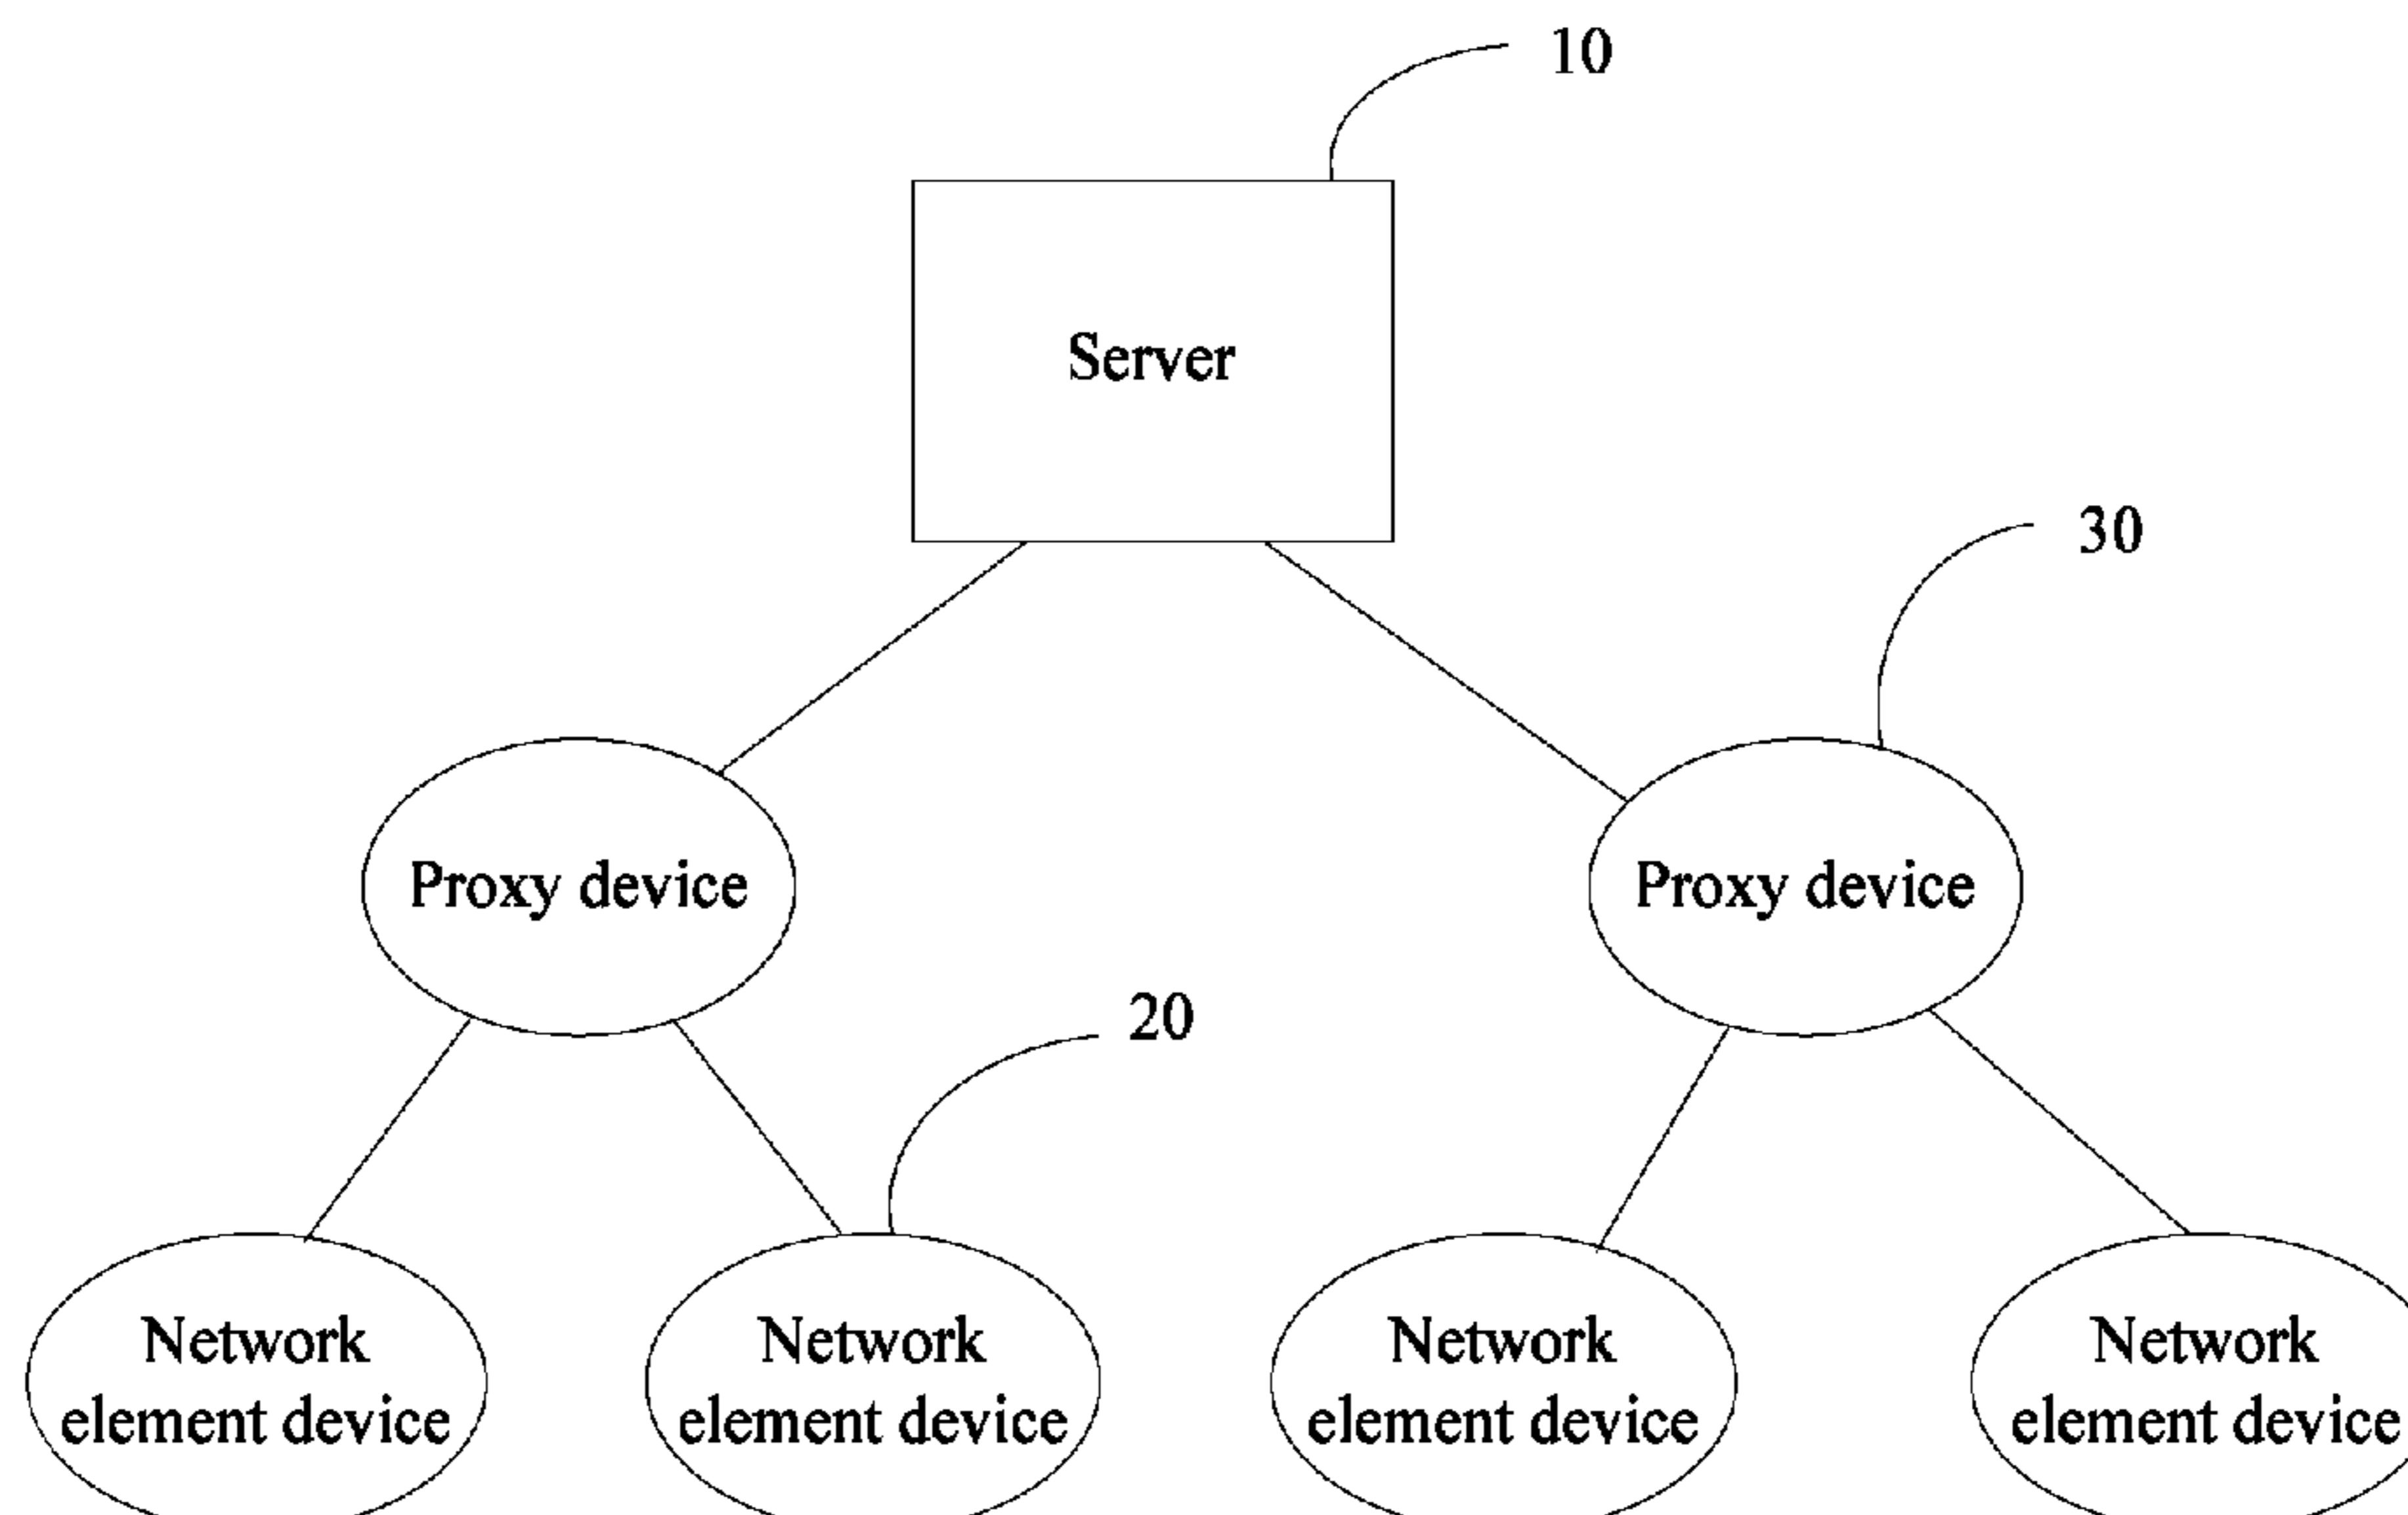 10
Server
30
Proxy device
Proxy device
20
Network
element device
Network
element device
Network
element device
Network
element device